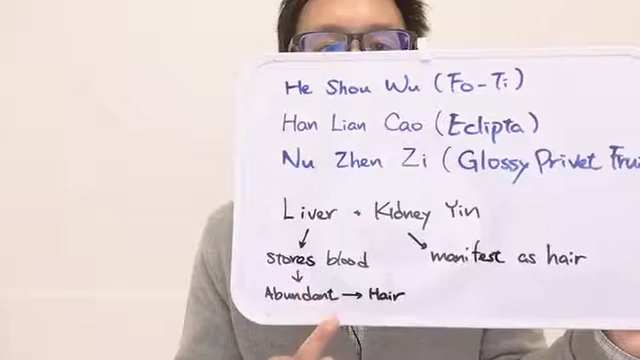 He Shou Wu (Fo-Ti)
Han Lian Cao (Eclipta)
Nu Zhen Zi (Glossy Privet Frui
Liver + Kidney Yin
↓ ↘
stores blood manifest as hair
↓
Abundant → Hair